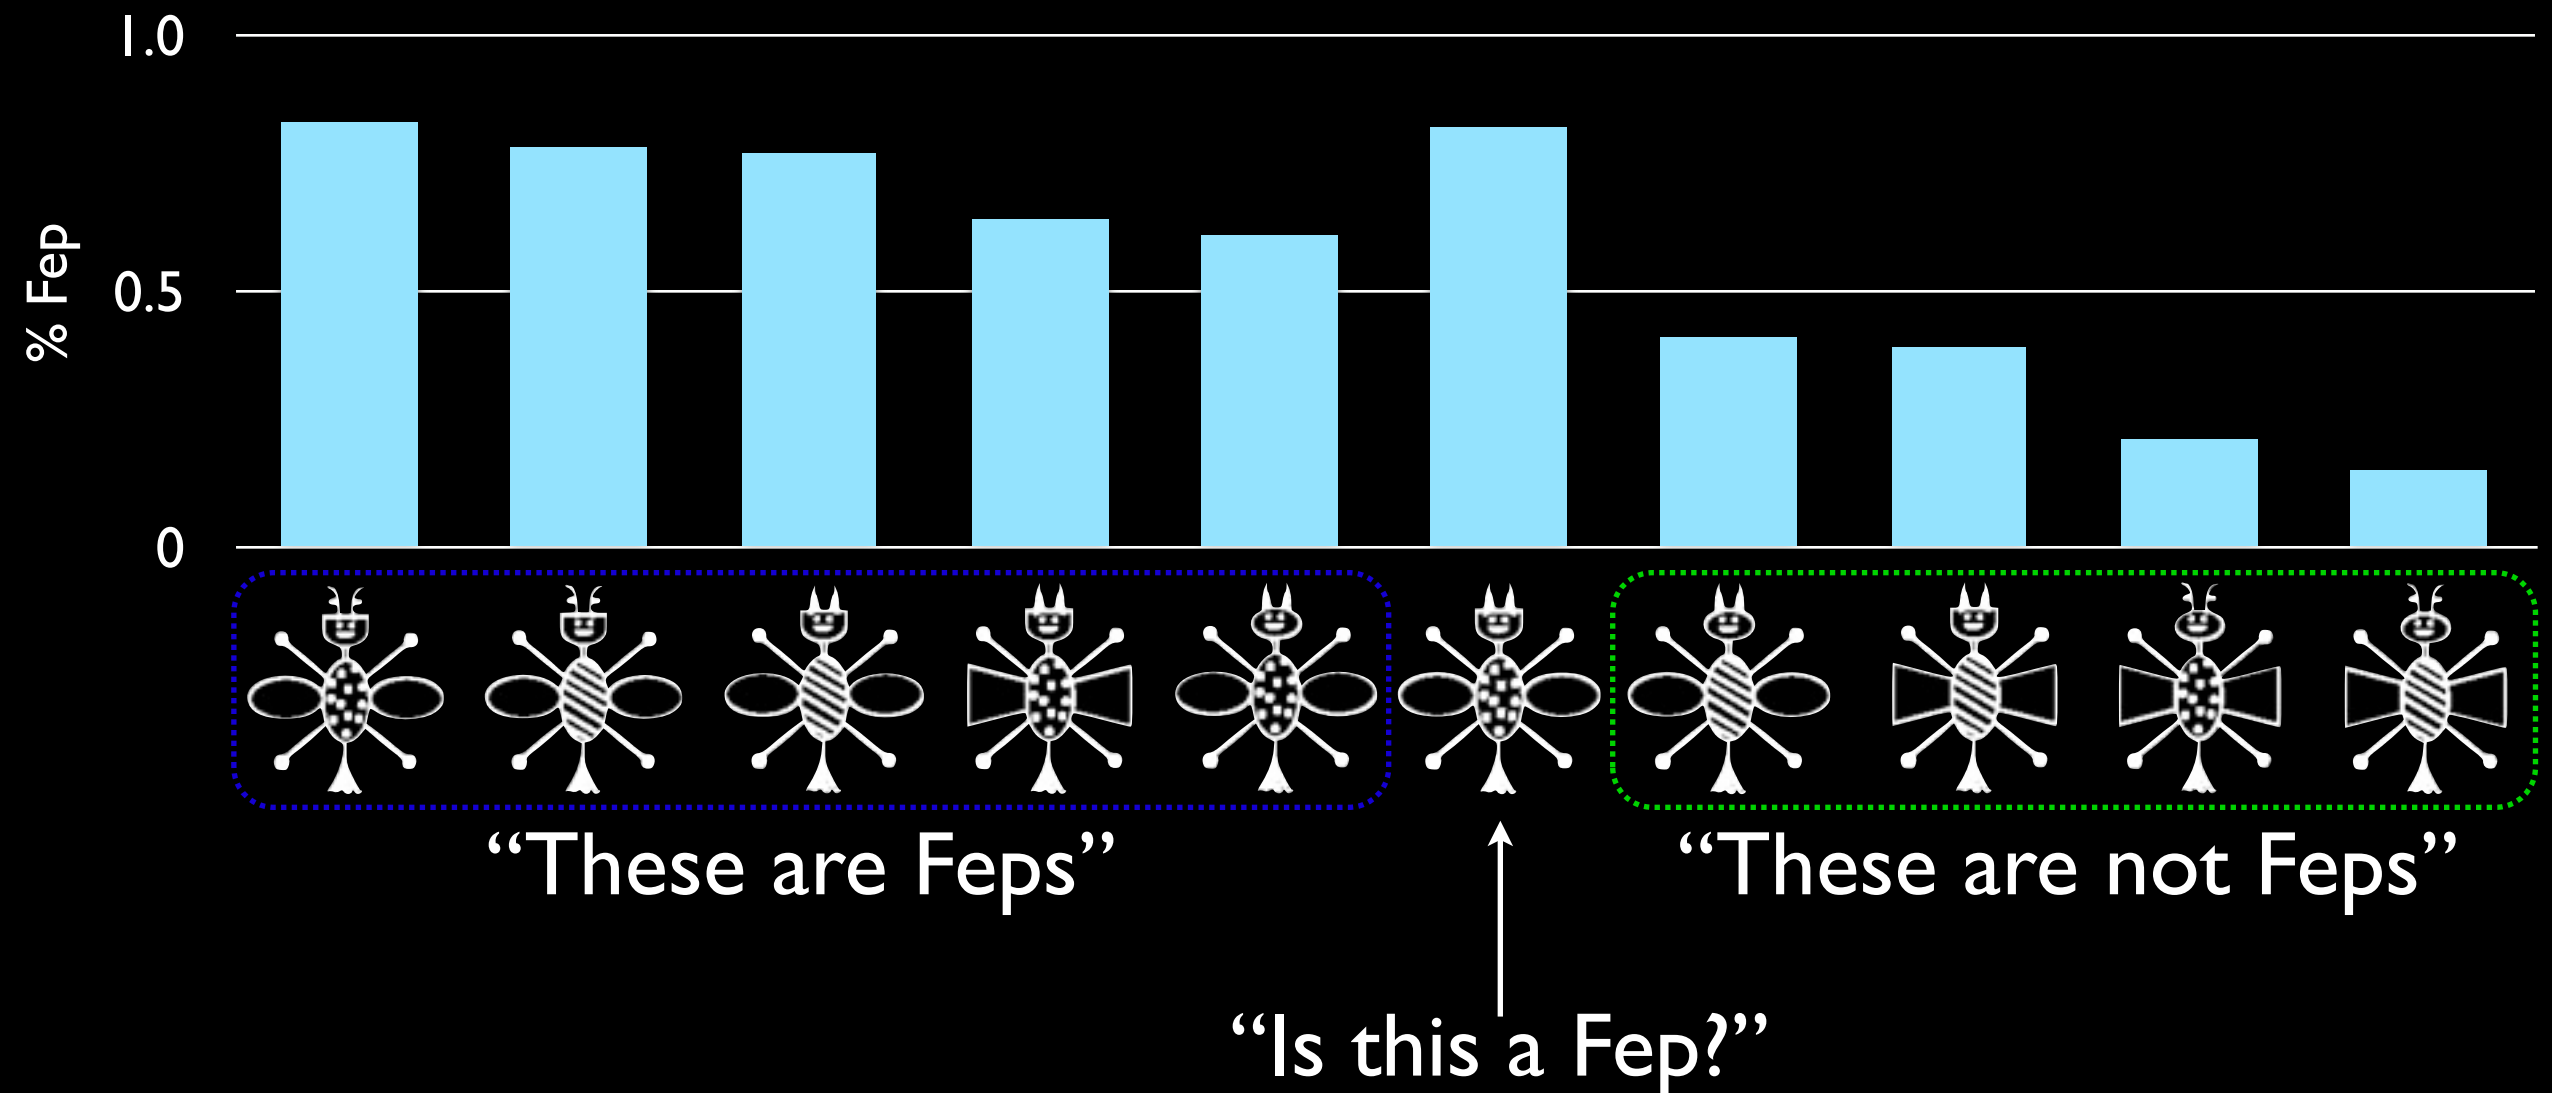 1.0
0.5
0
% Fep
“These are Feps”
“These are not Feps”
“Is this a Fep?”